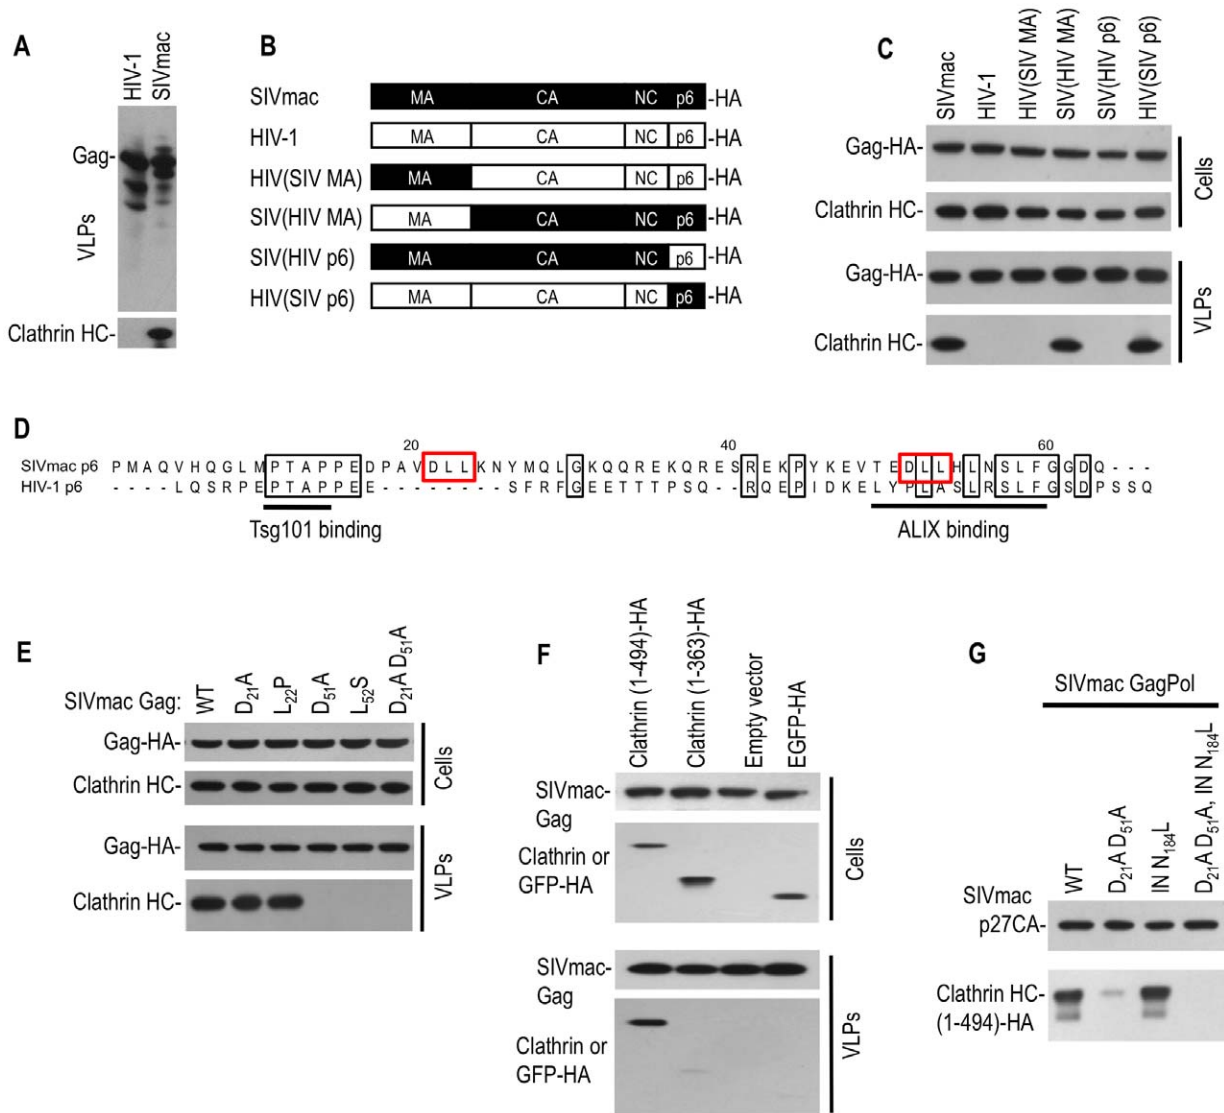 A
HIV-1
SIVmac
Gag-
VLPs
Clathrin HC-
B
SIVmac MA CA NC p6 -HA
HIV-1 MA CA NC p6 -HA
HIV(SIV MA) MA CA NC p6 -HA
SIV(HIV MA) MA CA NC p6 -HA
SIV(HIV p6) MA CA NC p6 -HA
HIV(SIV p6) MA CA NC p6 -HA
C
SIVmac
HIV-1
HIV(SIV MA)
SIV(HIV MA)
SIV(HIV p6)
HIV(SIV p6)
Gag-HA-
Clathrin HC-
Cells
Gag-HA-
Clathrin HC-
VLPs
D
20 40 60
SIVmac p6 P M A Q V H Q G L M P T A P P E D P A V D L L K N Y M Q L G K Q Q R E K Q R E S R E K P Y K E V T E D L L H L N S L F G G D Q - - -
HIV-1 p6 - - - - L Q S R P E P T A P P E E - - - - - - - - S F R F G E E T T T P S Q - - R Q E P I D K E L Y P L A S L R S L F G S D P S S Q
Tsg101 binding
ALIX binding
E
SIVmac Gag:
WT
D21A
L22P
D51A
L52S
D21A D51A
Gag-HA-
Clathrin HC-
Cells
Gag-HA-
Clathrin HC-
VLPs
F
Clathrin (1-494)-HA
Clathrin (1-363)-HA
Empty vector
EGFP-HA
SIVmac-
Gag
Clathrin or
GFP-HA
Cells
SIVmac-
Gag
Clathrin or
GFP-HA
VLPs
G
SIVmac GagPol
WT
D21A D51A
IN N184L
D21A D51A, IN N184L
SIVmac
p27CA-
Clathrin HC-
(1-494)-HA